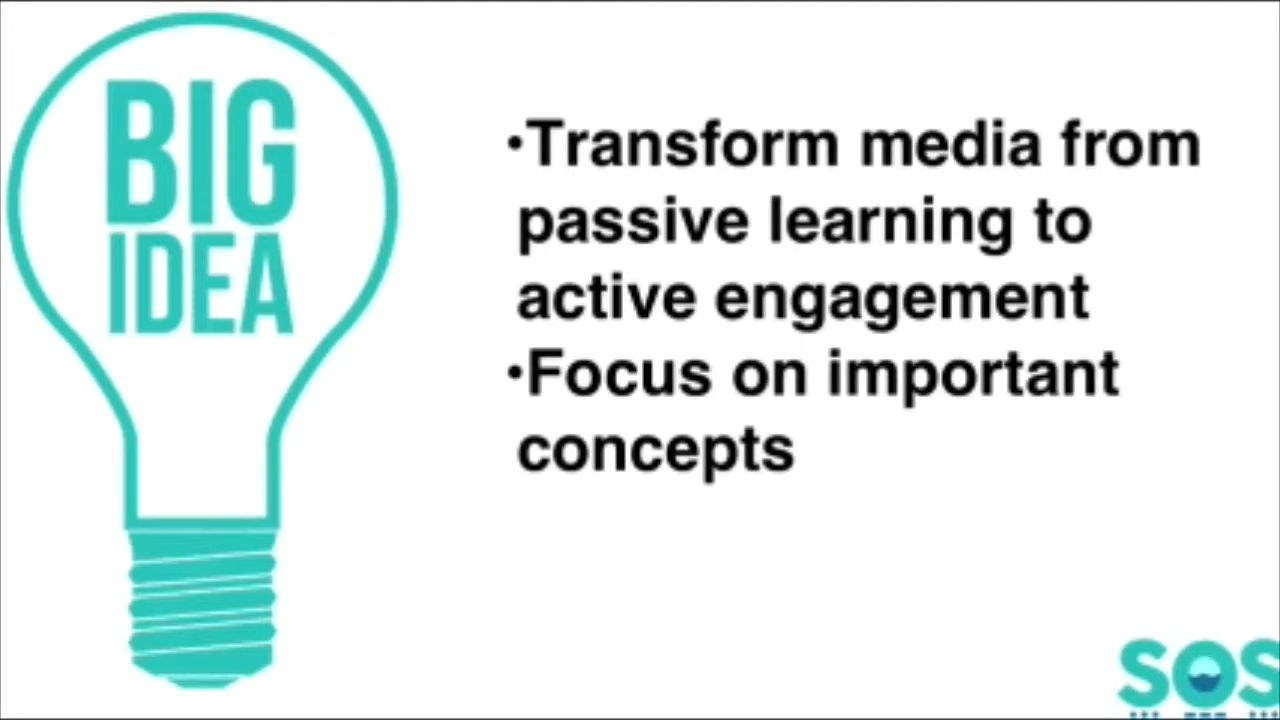 BIG
IDEA
•Transform media from
passive learning to
active engagement
•Focus on important
concepts
SOS